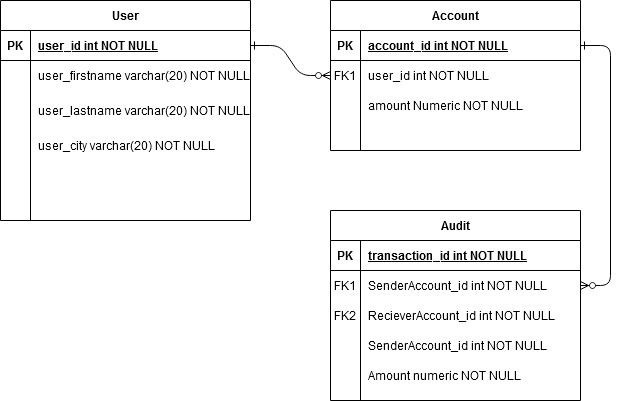 User
PK user_id int NOT NULL
user_firstname varchar(20) NOT NULL
user_lastname varchar(20) NOT NULL
user_city varchar(20) NOT NULL
Account
PK account_id int NOT NULL
FK1 user_id int NOT NULL
amount Numeric NOT NULL
Audit
PK transaction_id int NOT NULL
FK1 SenderAccount_id int NOT NULL
FK2 RecieverAccount_id int NOT NULL
SenderAccount_id int NOT NULL
Amount numeric NOT NULL